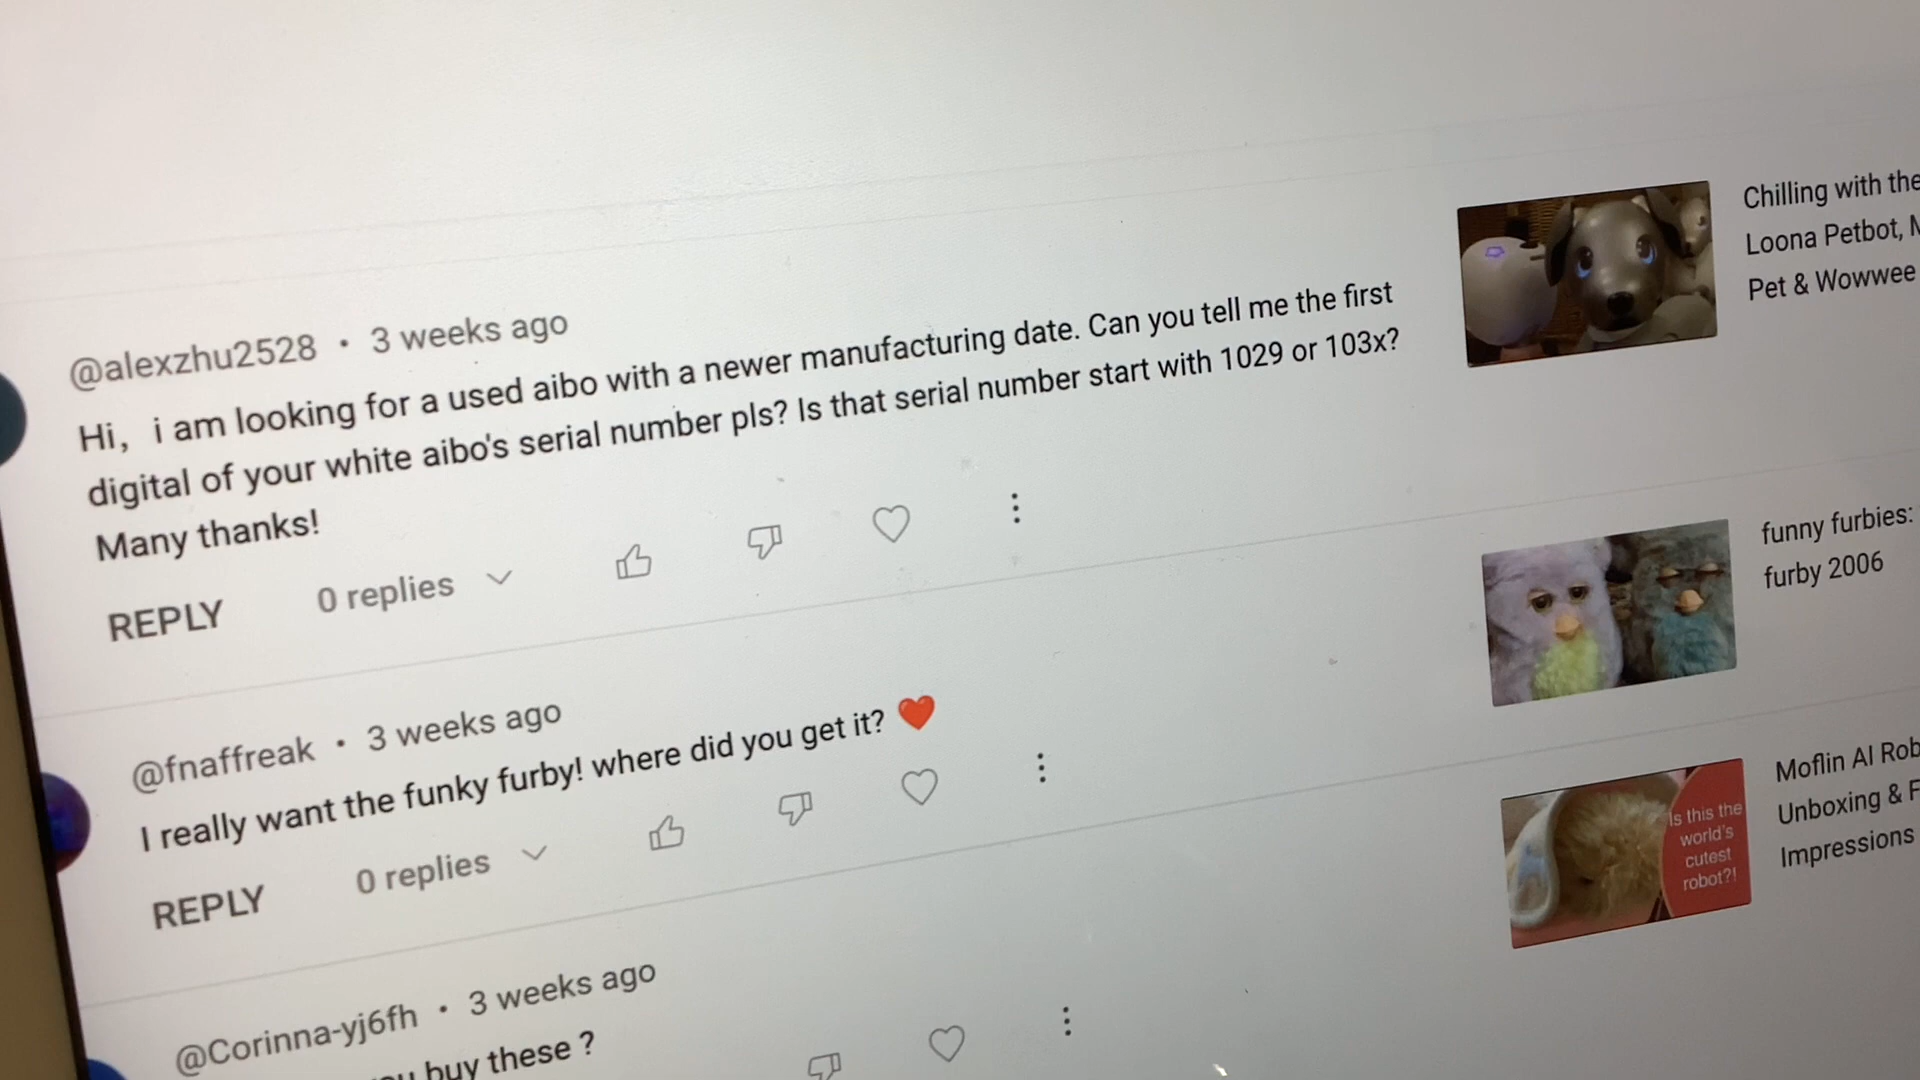 @alexzhu2528 • 3 weeks ago
Hi, i am looking for a used aibo with a newer manufacturing date. Can you tell me the first
digital of your white aibo's serial number pls? Is that serial number start with 1029 or 103x?
Many thanks!
REPLY 0 replies
@fnaffreak • 3 weeks ago
I really want the funky furby! where did you get it? ❤️
REPLY 0 replies
@Corinna-yj6fh • 3 weeks ago
buy these ?
Chilling with the
Loona Petbot,
Pet & Wowwee
funny furbies:
furby 2006
Is this the
world's
cutest
robot?!
Moflin AI Rob
Unboxing & F
Impressions